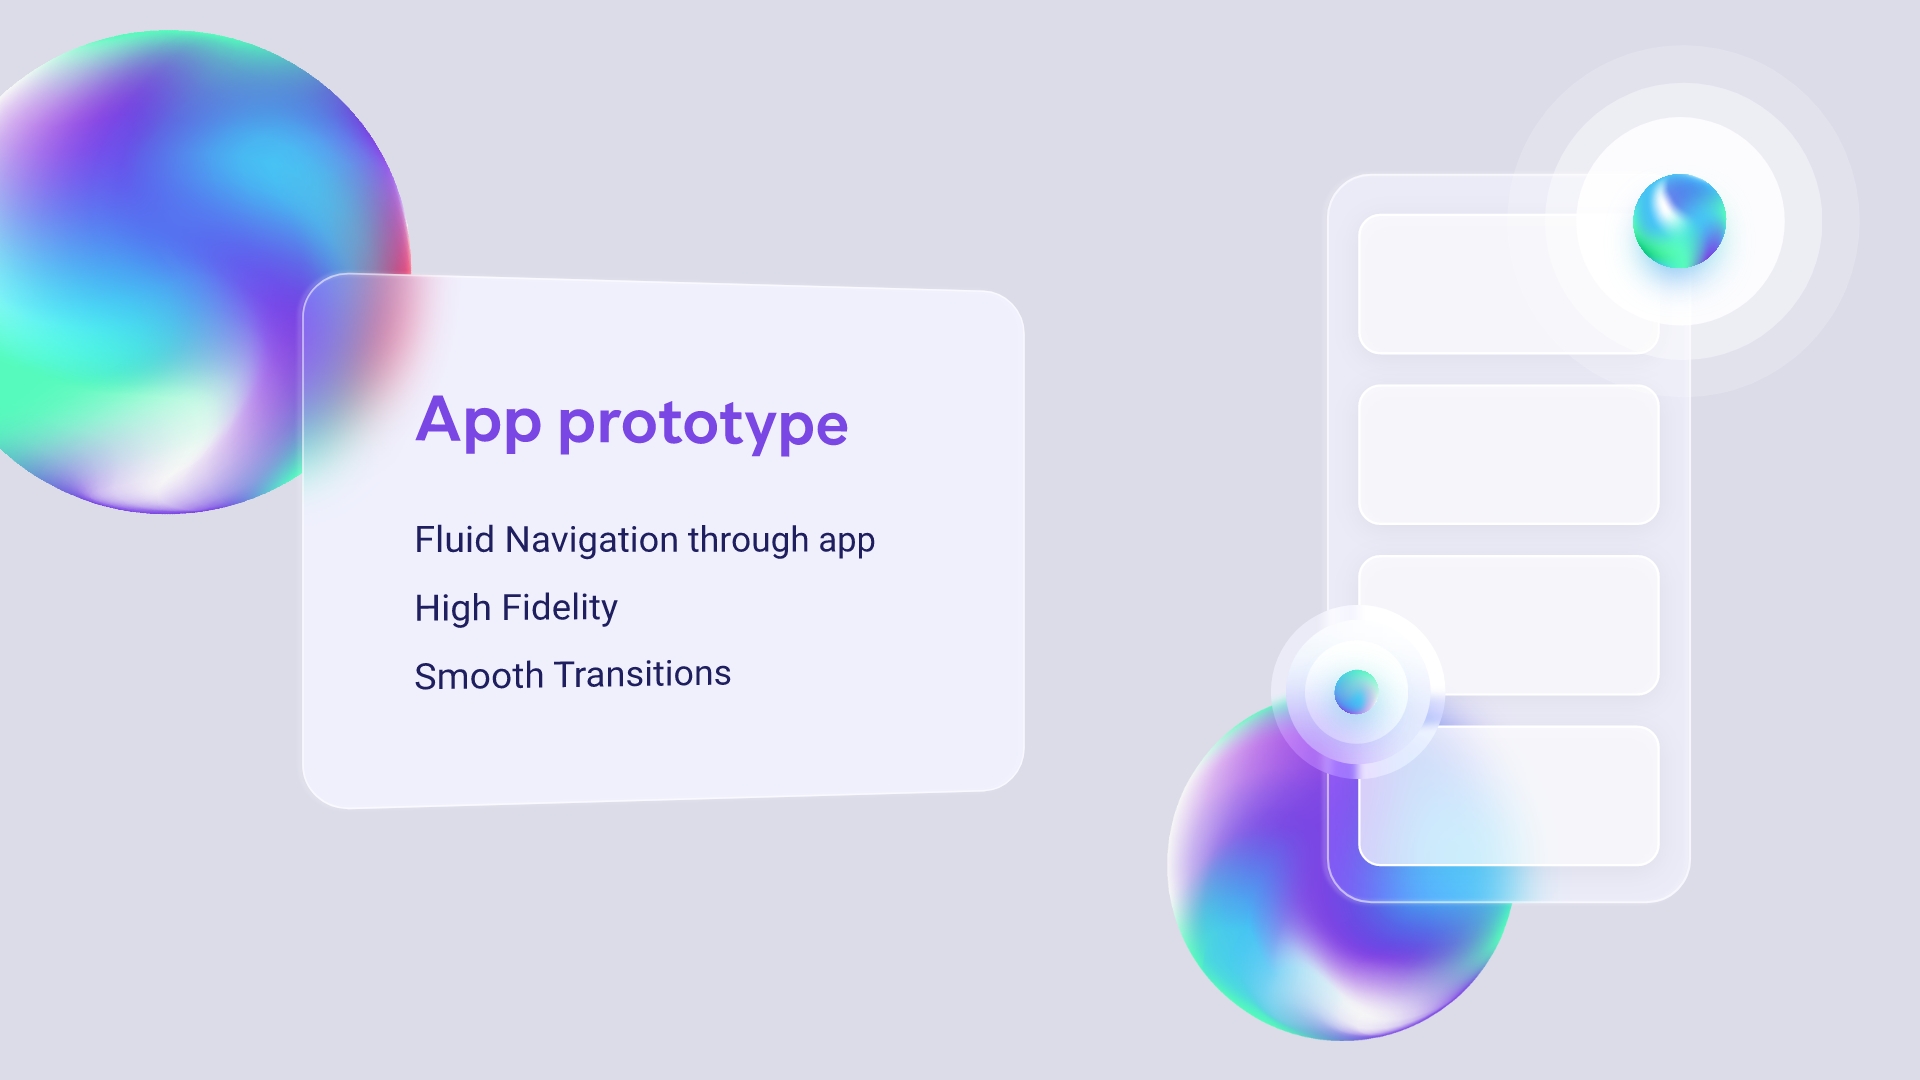 App prototype
Fluid Navigation through app
High Fidelity
Smooth Transitions